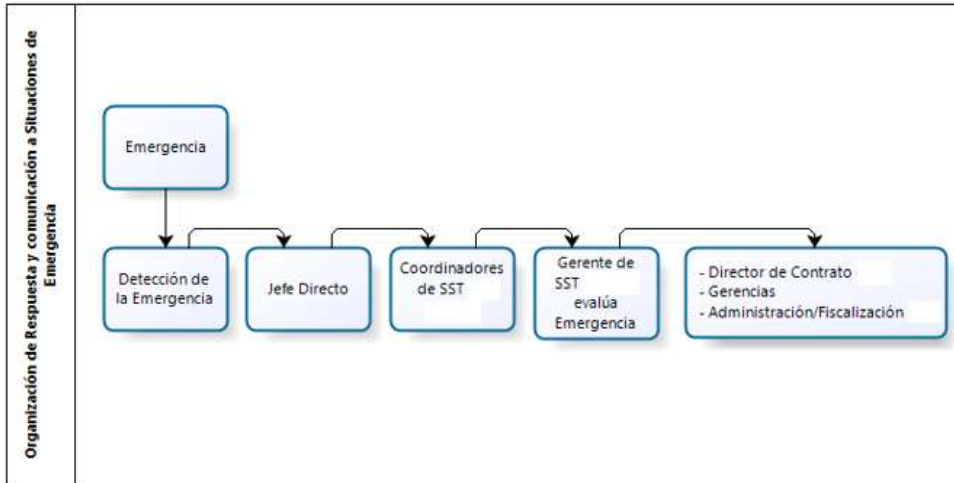 Organización de Respuesta y comunicación a Situaciones de
Emergencia
Emergencia
Detección de
la Emergencia
Jefe Directo
Coordinadores
de SST
Gerente de
SST
evalúa
Emergencia
- Director de Contrato
- Gerencias
- Administración/Fiscalización